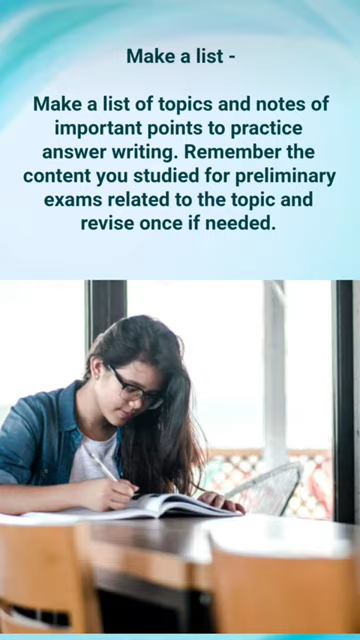 Make a list -
Make a list of topics and notes of
important points to practice
answer writing. Remember the
content you studied for preliminary
exams related to the topic and
revise once if needed.